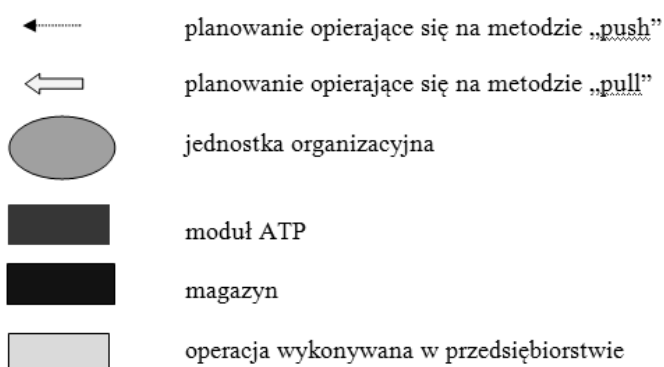 planowanie opierające się na metodzie „push”
planowanie opierające się na metodzie „pull”
jednostka organizacyjna
moduł ATP
magazyn
operacja wykonywana w przedsiębiorstwie